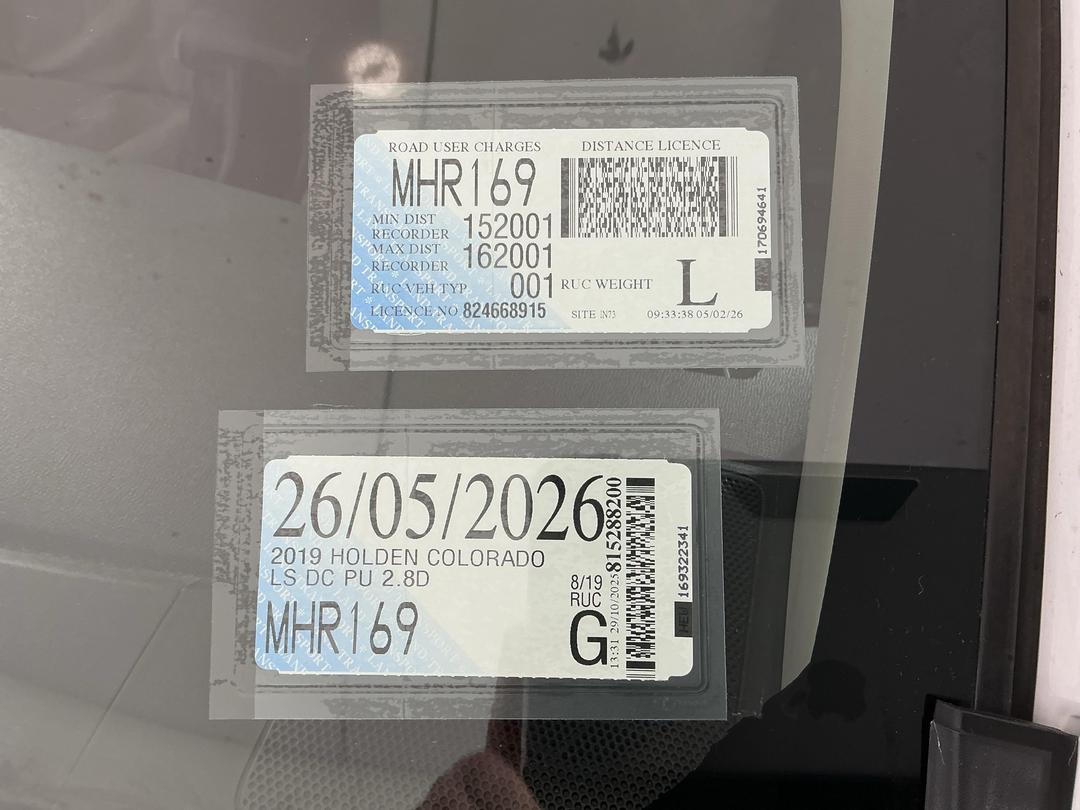 ROAD USER CHARGES DISTANCE LICENCE
MHR169
MIN DIST
RECORDER 152001
MAX DIST
RECORDER 162001
RUC VEH TYP 001 RUC WEIGHT L
LICENCE NO 824668915 SITE IN73 09:33:38 05/02/26
170694641
26/05/2026
2019 HOLDEN COLORADO
LS DC PU 2.8D
8/19
RUC
MHR169 G
13:31 29/10/2025 815288200
169322341